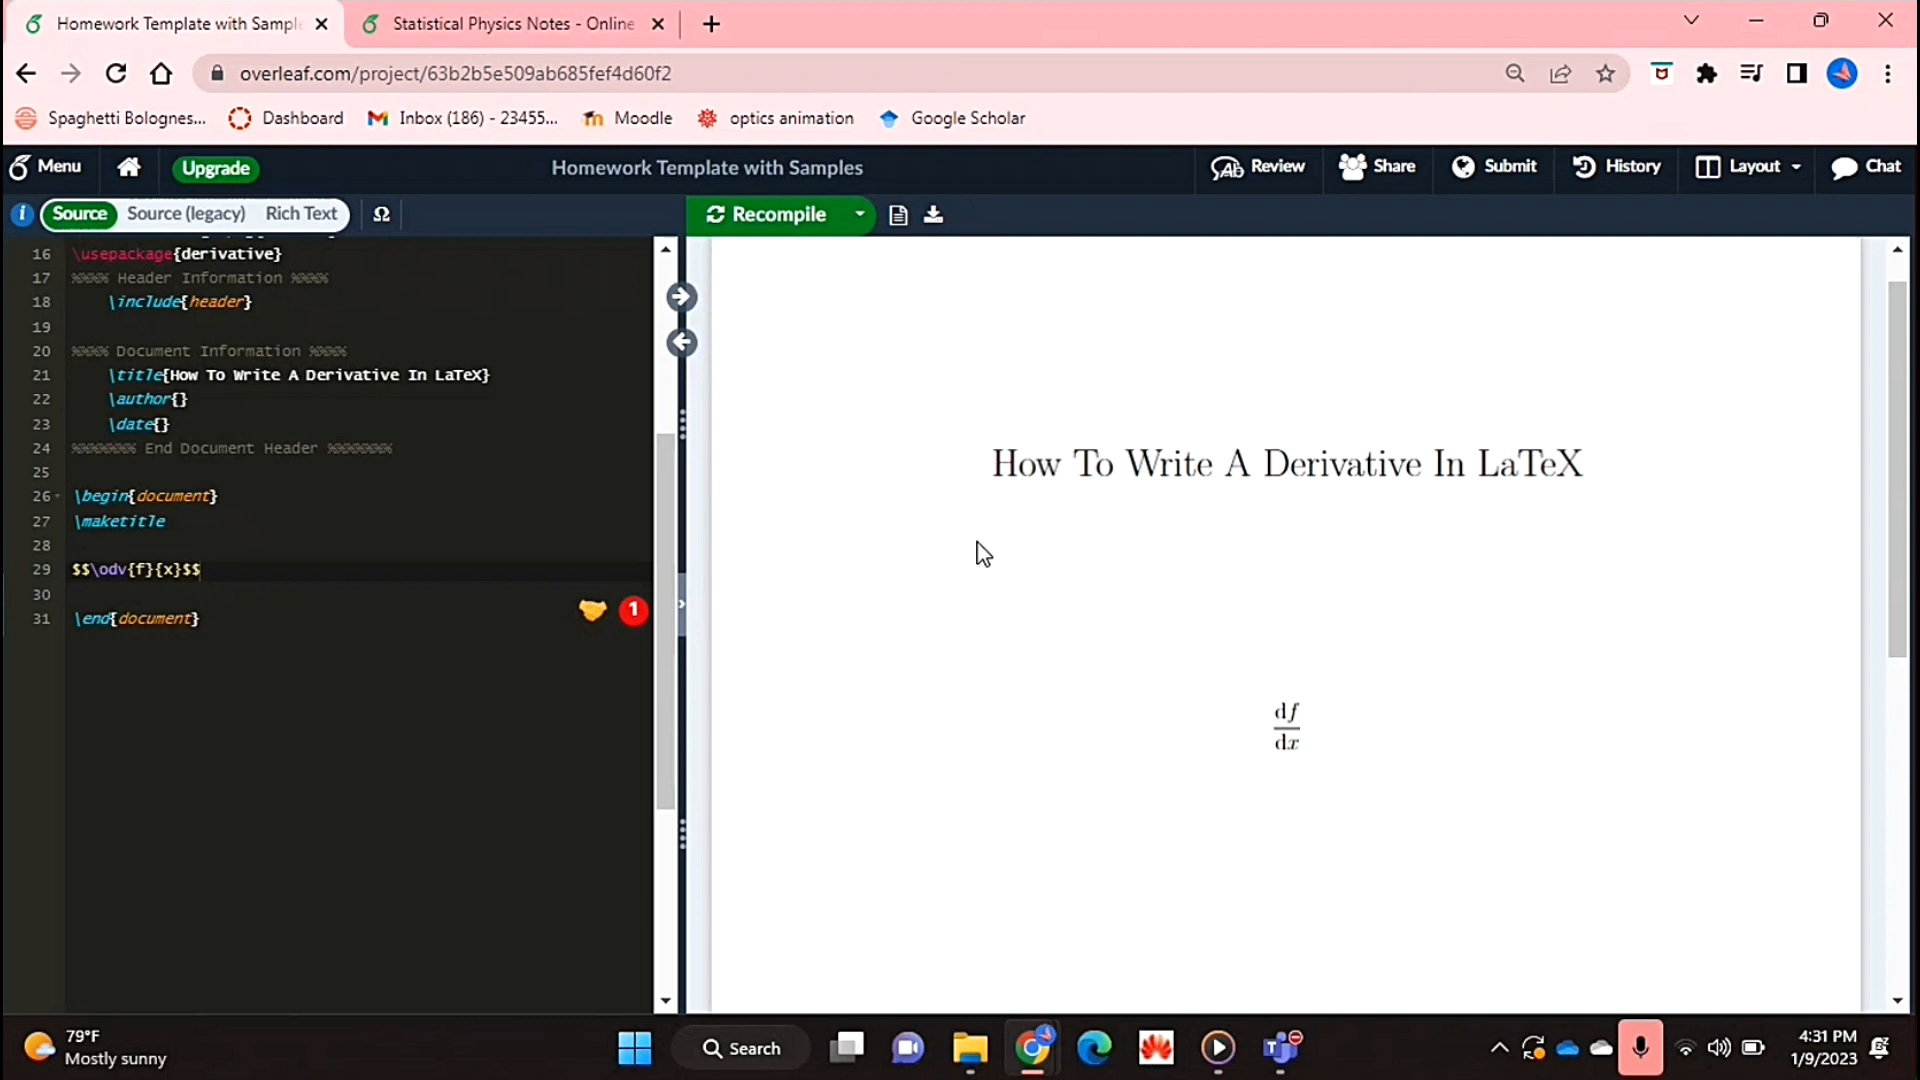 Homework Template with Sampl
Statistical Physics Notes - Online
overleaf.com/project/63b2b5e509ab685fef4d60f2
Spaghetti Bolognes...
Dashboard
Inbox (186) - 23455...
Moodle
optics animation
Google Scholar
Menu
Upgrade
Homework Template with Samples
Review
Share
Submit
History
Layout
Chat
Source
Source (legacy)
Rich Text
Ω
Recompile
16 \usepackage{derivative}
17 %%%% Header Information %%%%
18 \include{header}
19
20 %%%% Document Information %%%%
21 \title{How To Write A Derivative In LaTeX}
22 \author{}
23 \date{}
24 %%%%%%% End Document Header %%%%%%%
25
26 \begin{document}
27 \maketitle
28
29 $$\odv{f}{x}$$
30
31 \end{document}
1
How To Write A Derivative In LaTeX
df
dx
79°F
Mostly sunny
Search
4:31 PM
1/9/2023